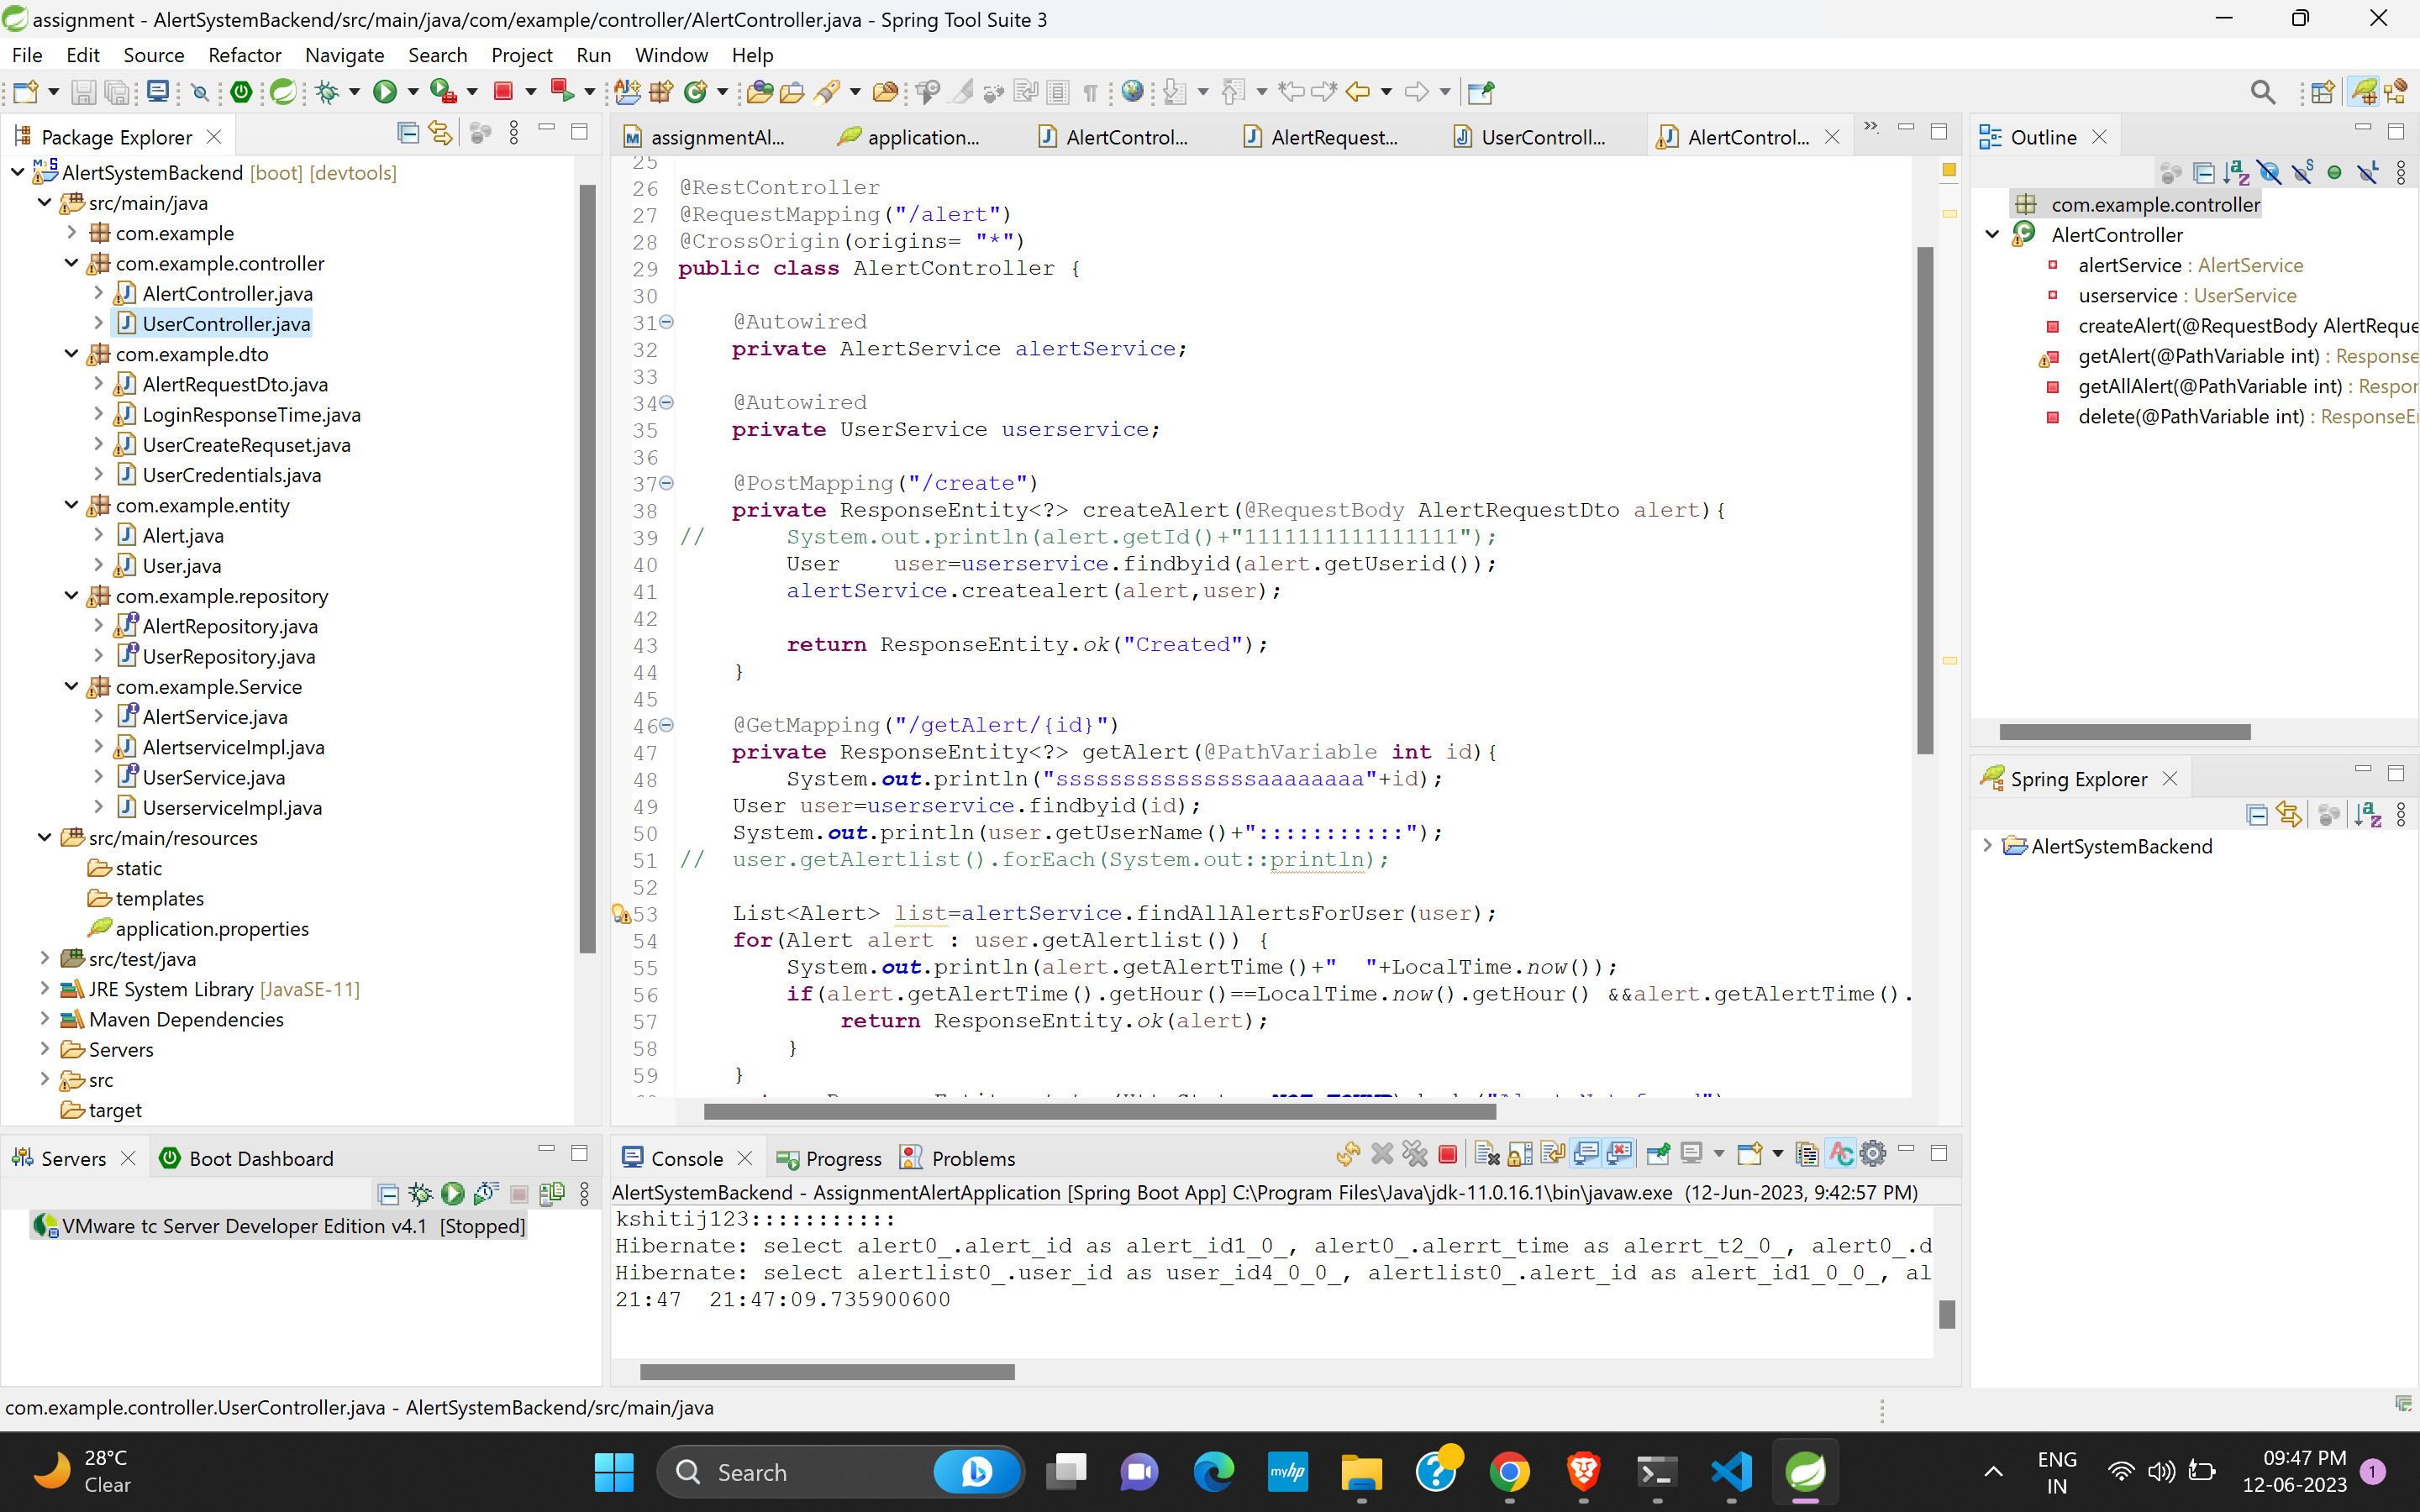 assignment - AlertSystemBackend/src/main/java/com/example/controller/AlertController.java - Spring Tool Suite 3
File Edit Source Refactor Navigate Search Project Run Window Help
Package Explorer
AlertSystemBackend [boot] [devtools]
src/main/java
com.example
com.example.controller
AlertController.java
UserController.java
com.example.dto
AlertRequestDto.java
LoginResponseTime.java
UserCreateRequset.java
UserCredentials.java
com.example.entity
Alert.java
User.java
com.example.repository
AlertRepository.java
UserRepository.java
com.example.Service
AlertService.java
AlertserviceImpl.java
UserService.java
UserserviceImpl.java
src/main/resources
static
templates
application.properties
src/test/java
JRE System Library [JavaSE-11]
Maven Dependencies
Servers
src
target
assignmentAl... application... AlertControl... AlertRequest... UserControll... AlertControl...
25
26 @RestController
27 @RequestMapping("/alert")
28 @CrossOrigin(origins= "*")
29 public class AlertController {
30
31 @Autowired
32 private AlertService alertService;
33
34 @Autowired
35 private UserService userservice;
36
37 @PostMapping("/create")
38 private ResponseEntity<?> createAlert(@RequestBody AlertRequestDto alert){
39 // System.out.println(alert.getId()+"1111111111111111");
40 User user=userservice.findbyid(alert.getUserid());
41 alertService.createalert(alert,user);
42
43 return ResponseEntity.ok("Created");
44 }
45
46 @GetMapping("/getAlert/{id}")
47 private ResponseEntity<?> getAlert(@PathVariable int id){
48 System.out.println("sssssssssssssssaaaaaaaa"+id);
49 User user=userservice.findbyid(id);
50 System.out.println(user.getUserName()+":::::::::::");
51 // user.getAlertlist().forEach(System.out::println);
52
53 List<Alert> list=alertService.findAllAlertsForUser(user);
54 for(Alert alert : user.getAlertlist()) {
55 System.out.println(alert.getAlertTime()+"  "+LocalTime.now());
56 if(alert.getAlertTime().getHour()==LocalTime.now().getHour() &&alert.getAlertTime().
57 return ResponseEntity.ok(alert);
58 }
59 }
Outline
com.example.controller
AlertController
alertService : AlertService
userservice : UserService
createAlert(@RequestBody AlertReque
getAlert(@PathVariable int) : Response
getAllAlert(@PathVariable int) : Respor
delete(@PathVariable int) : ResponseE
Spring Explorer
AlertSystemBackend
Servers Boot Dashboard
VMware tc Server Developer Edition v4.1 [Stopped]
Console Progress Problems
AlertSystemBackend - AssignmentAlertApplication [Spring Boot App] C:\Program Files\Java\jdk-11.0.16.1\bin\javaw.exe (12-Jun-2023, 9:42:57 PM)
kshitij123:::::::::::
Hibernate: select alert0_.alert_id as alert_id1_0_, alert0_.alerrt_time as alerrt_t2_0_, alert0_.d
Hibernate: select alertlist0_.user_id as user_id4_0_0_, alertlist0_.alert_id as alert_id1_0_0_, al
21:47  21:47:09.735900600
com.example.controller.UserController.java - AlertSystemBackend/src/main/java
28°C
Clear
Search
myhp
ENG
IN
09:47 PM
12-06-2023
1